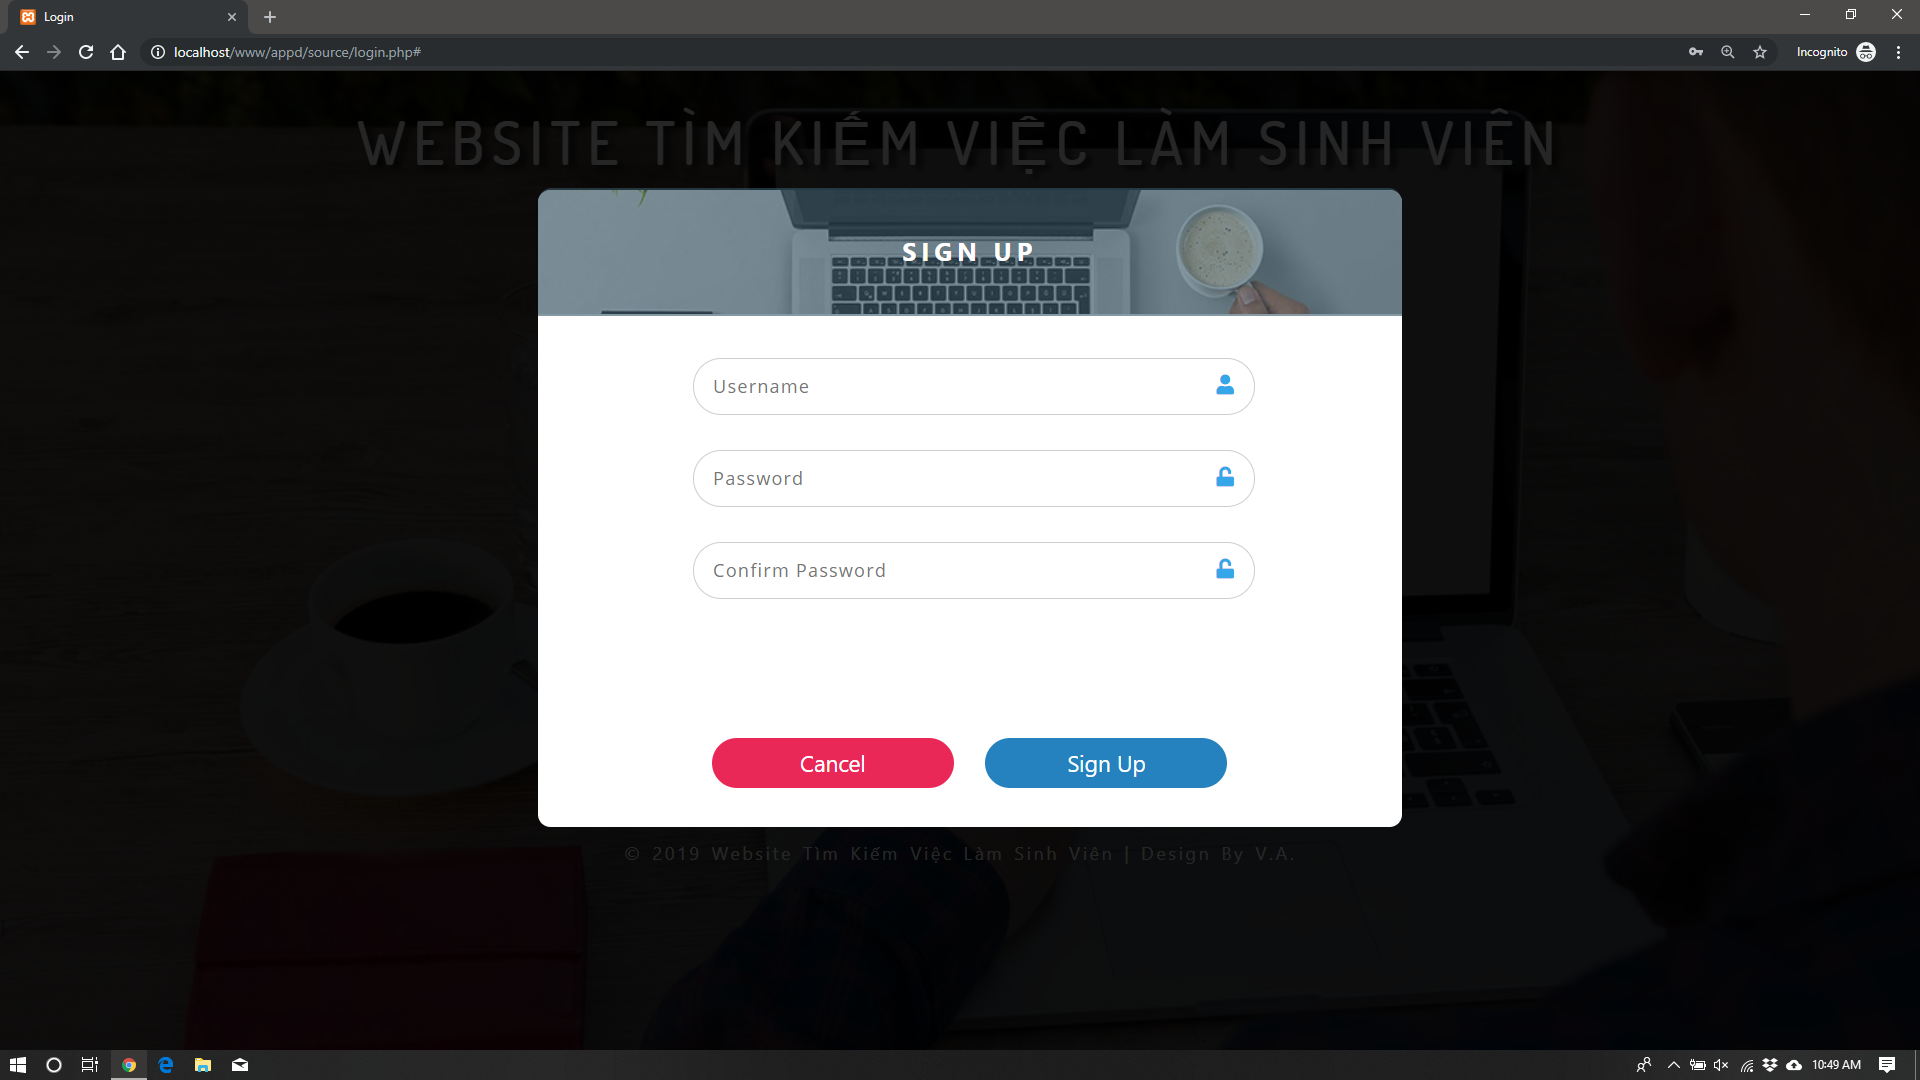 Login
localhost/www/appd/source/login.php#
Incognito
WEBSITE TÌM KIẾM VIỆC LÀM SINH VIÊN
SIGN UP
Username
Password
Confirm Password
Cancel
Sign Up
© 2019 Website Tìm Kiếm Việc Làm Sinh Viên | Design By V.A.
10:49 AM